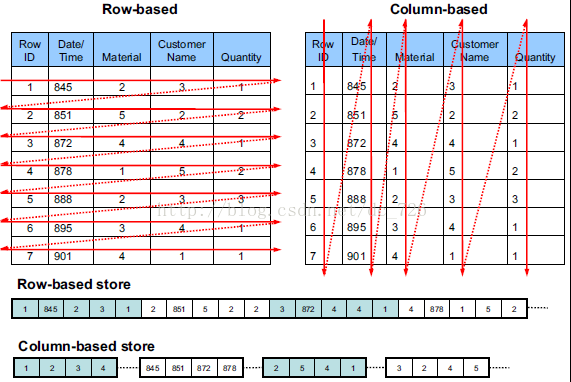 Row-based
Column-based
Row ID Date/ Time Material Customer Name Quantity
1 845 2 3 1
2 851 5 2 2
3 872 4 4 1
4 878 1 5 2
5 888 2 3 3
6 895 3 4 1
7 901 4 1 1
Row ID Date/ Time Material Customer Name Quantity
1 845 2 3 1
2 851 5 2 2
3 872 4 4 1
4 878 1 5 2
5 888 2 3 3
6 895 3 4 1
7 901 4 1 1
Row-based store
1 845 2 3 1 2 851 5 2 2 3 872 4 4 1 4 878 1 5 2
Column-based store
1 2 3 4 845 851 872 878 2 5 4 1 3 2 4 5